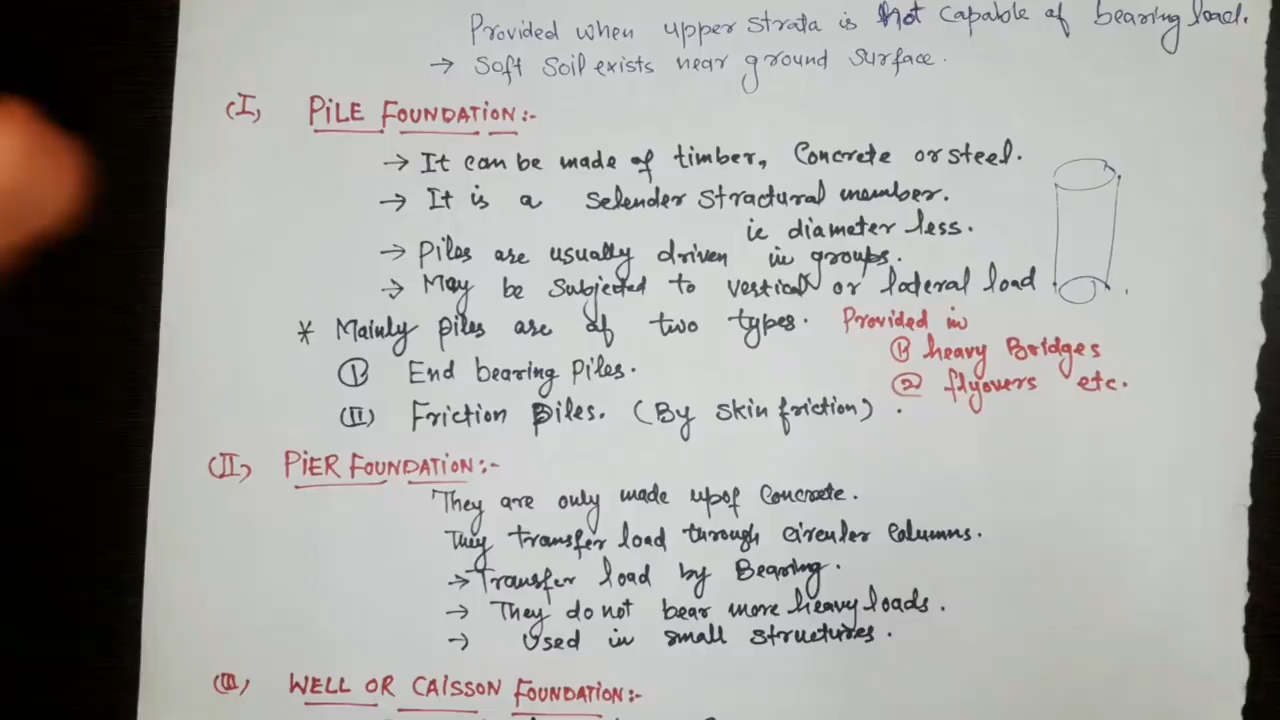 Provided when upper strata is not capable of bearing load.
→ Soft Soil exists near ground surface.
(I) PILE FOUNDATION:-
→ It can be made of timber, Concrete or steel.
→ It is a Selender Stractural member.
ie diameter less.
→ Piles are usually driven in groups.
→ May be Subjected to vertical or lateral load
* Mainly piles are of two types.
Provided in
① heavy Bridges
② flyovers etc.
① End bearing Piles.
(II) Friction Piles. (By Skin friction)
(II) PIER FOUNDATION:-
They are only made upof Concrete.
They transfer load through circular Columns.
→ Transfer load by Bearing.
→ They do not bear more heavy loads.
→ Used in small structures.
(III) WELL OR CAISSON FOUNDATION:-